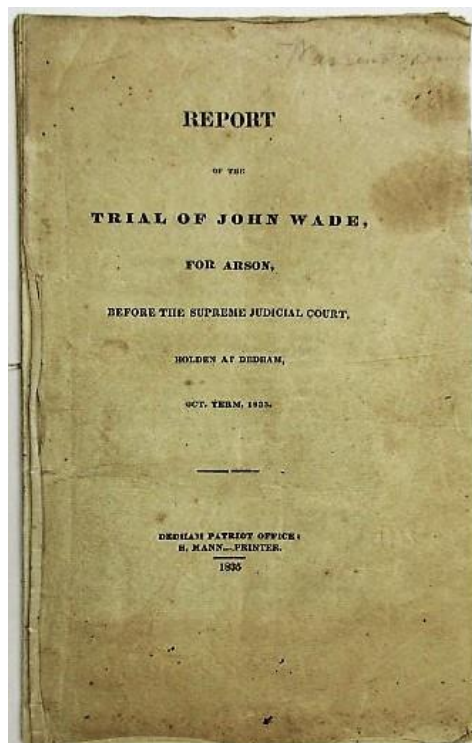 REPORT
OF THE
TRIAL OF JOHN WADE,
FOR ARSON,
BEFORE THE SUPREME JUDICIAL COURT,
HOLDEN AT DEDHAM,
OCT. TERM, 1835.
DEDHAM PATRIOT OFFICE:
H. MANN....PRINTER.
1835